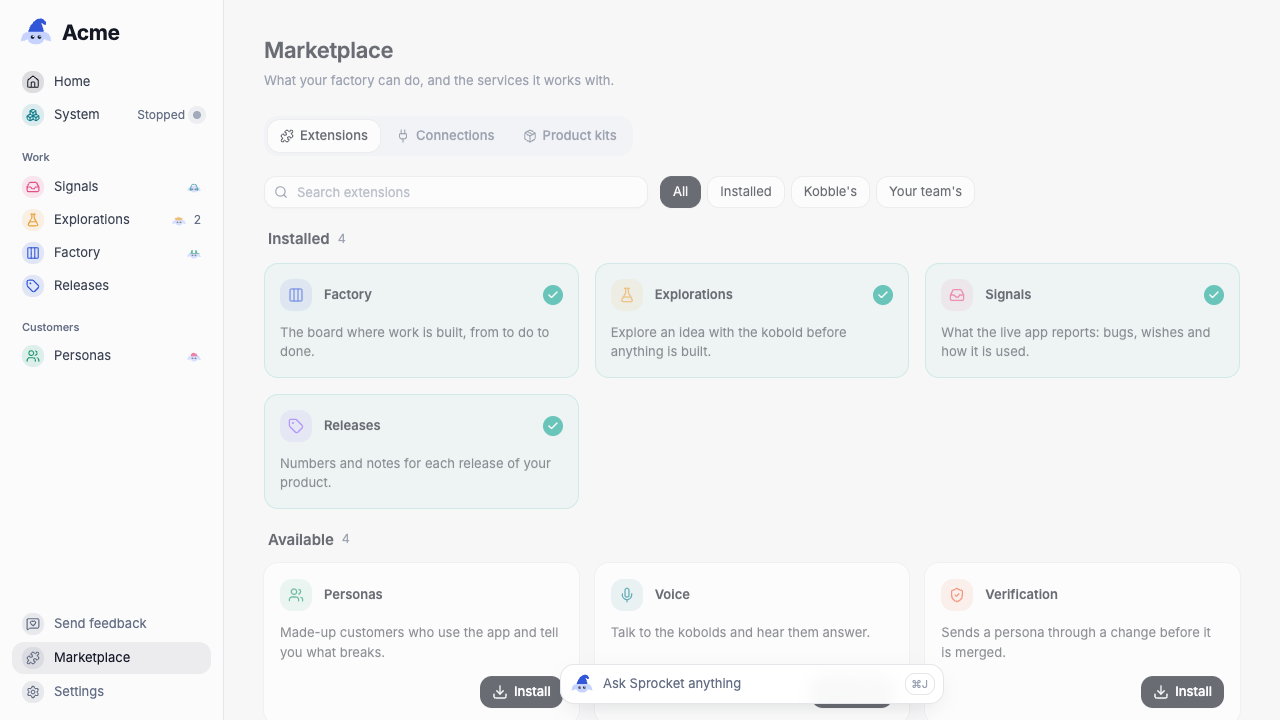 Acme
Home
System Stopped
Work
Signals
Explorations 2
Factory
Releases
Customers
Personas
Send feedback
Marketplace
Settings
Marketplace
What your factory can do, and the services it works with.
Extensions Connections Product kits
Search extensions All Installed Kobble's Your team's
Installed 4
Factory
The board where work is built, from to do to
done.
Explorations
Explore an idea with the kobold before
anything is built.
Signals
What the live app reports: bugs, wishes and
how it is used.
Releases
Numbers and notes for each release of your
product.
Available 4
Personas
Made-up customers who use the app and tell
you what breaks.
Install
Voice
Talk to the kobolds and hear them answer.
Verification
Sends a persona through a change before it
is merged.
Install
Ask Sprocket anything ⌘J